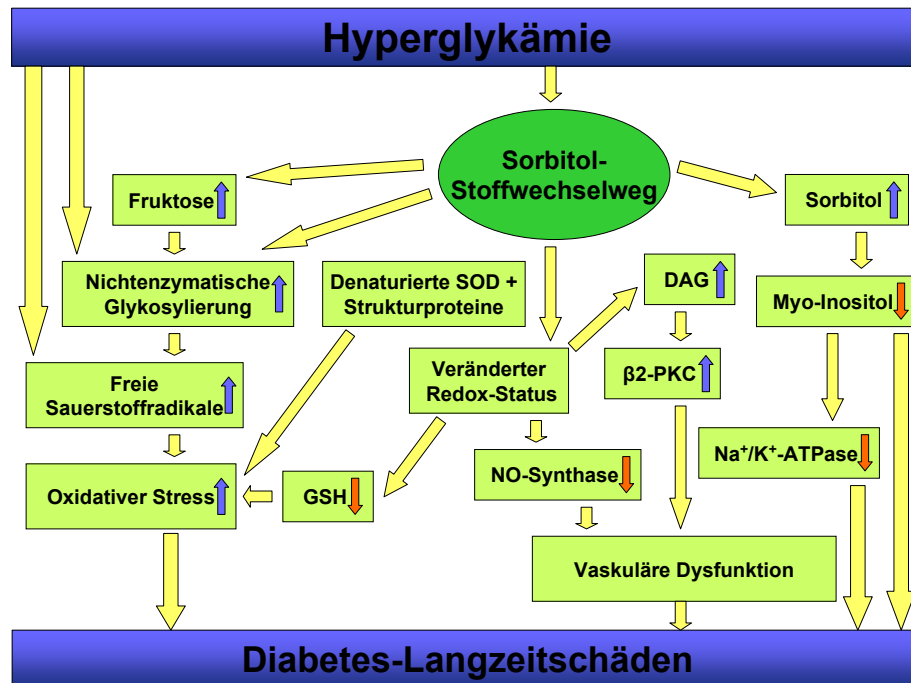 Hyperglykämie
Sorbitol-
Stoffwechselweg
Fruktose
Sorbitol
Nichtenzymatische
Glykosylierung
Denaturierte SOD +
Strukturproteine
DAG
Myo-Inositol
Freie
Sauerstoffradikale
Veränderter
Redox-Status
β2-PKC
Na⁺/K⁺-ATPase
Oxidativer Stress
GSH
NO-Synthase
Vaskuläre Dysfunktion
Diabetes-Langzeitschäden